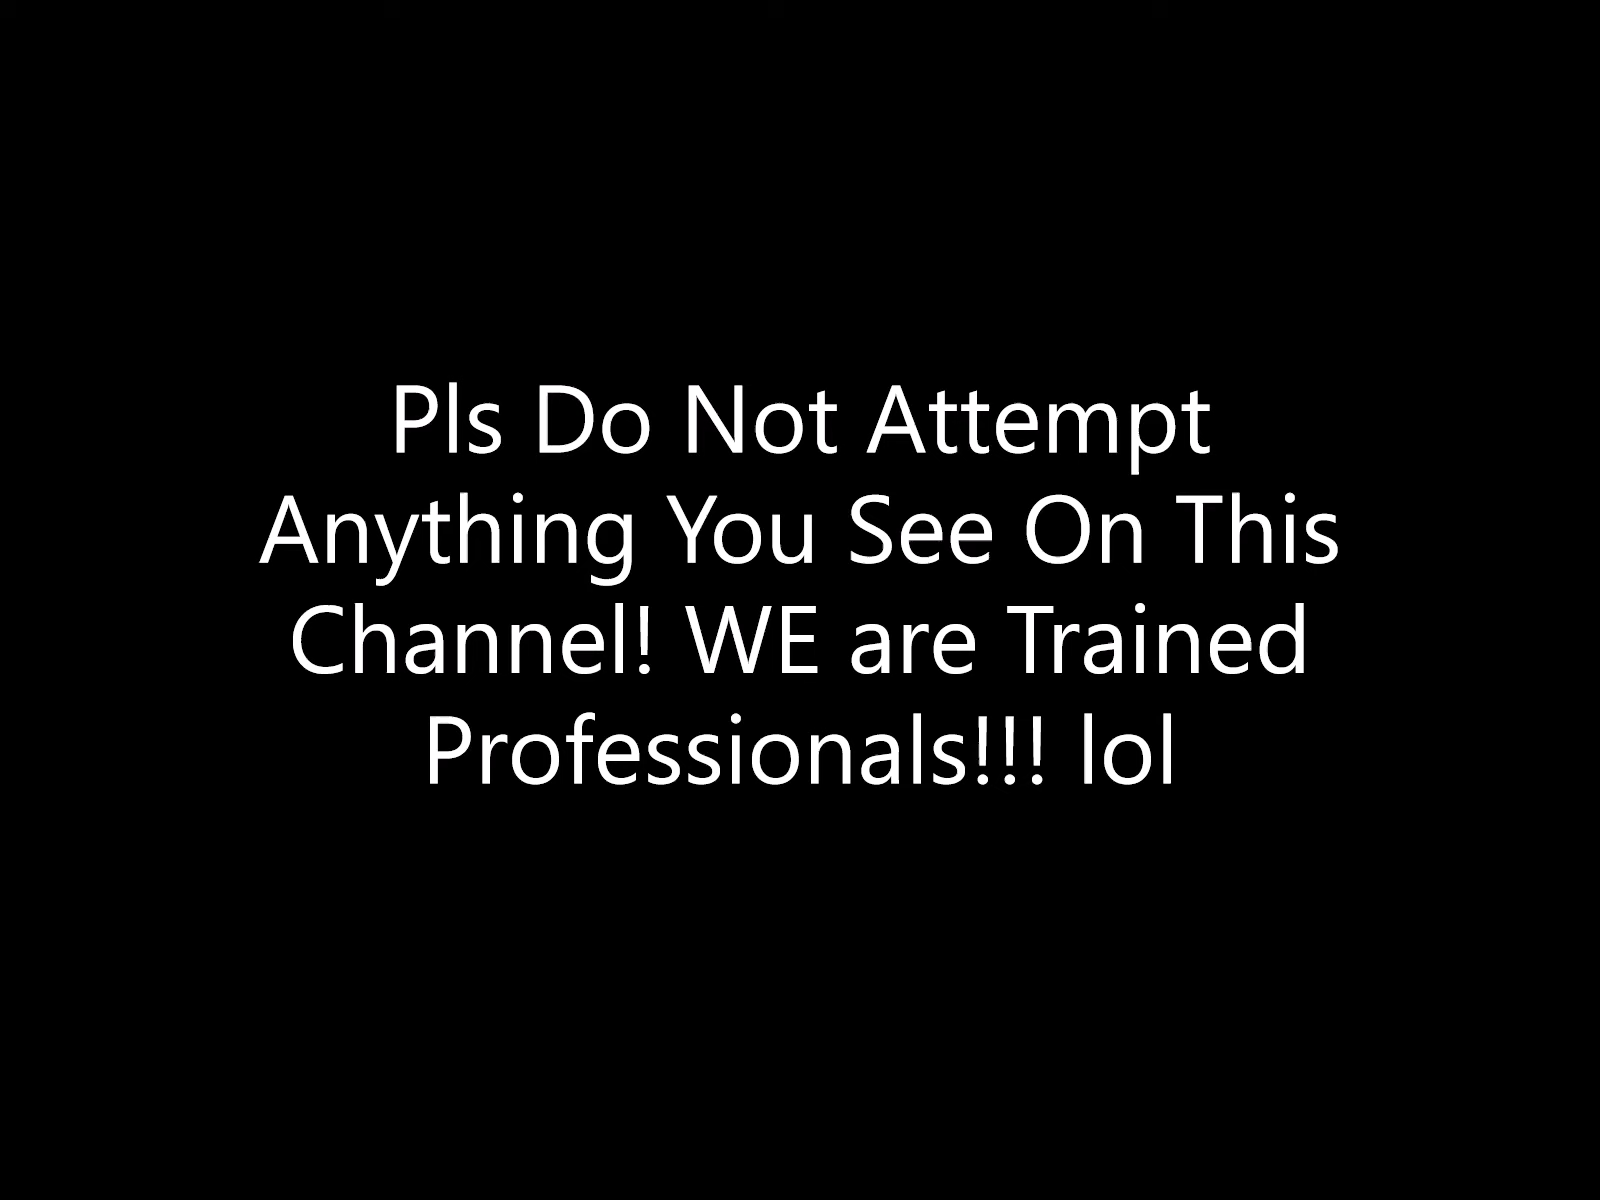 Pls Do Not Attempt
Anything You See On This
Channel! WE are Trained
Professionals!!! lol